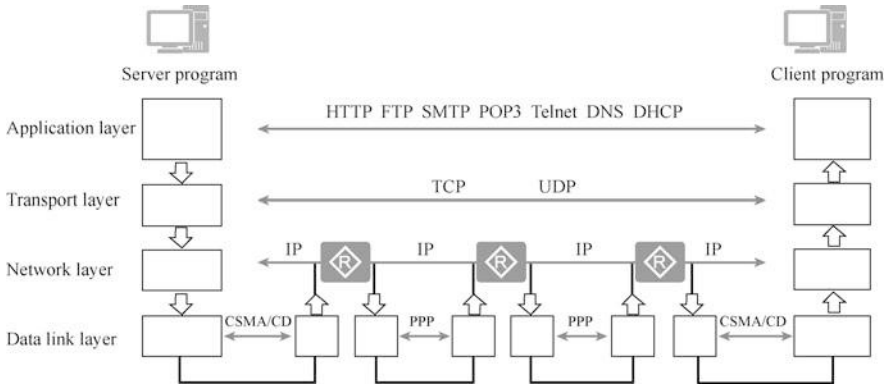 Server program
Client program
HTTP FTP SMTP POP3 Telnet DNS DHCP
Application layer
TCP UDP
Transport layer
IP IP IP IP
R R R
Network layer
CSMA/CD PPP PPP CSMA/CD
Data link layer